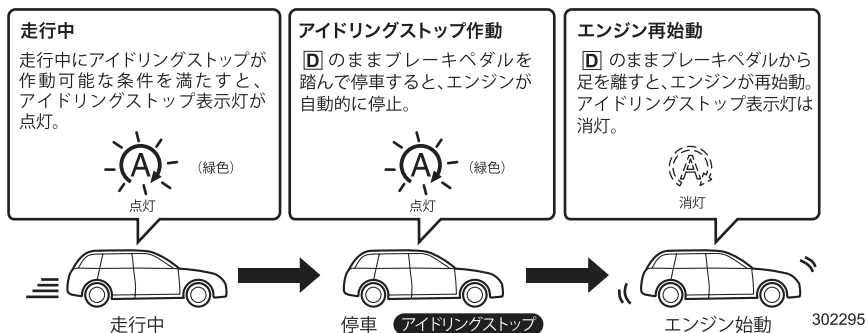 走行中
走行中にアイドリングストップが
作動可能な条件を満たすと、
アイドリングストップ表示灯が
点灯。
A
(緑色)
点灯
アイドリングストップ作動
D のままブレーキペダルを
踏んで停車すると、エンジンが
自動的に停止。
A
(緑色)
点灯
エンジン再始動
D のままブレーキペダルから
足を離すと、エンジンが再始動。
アイドリングストップ表示灯は
消灯。
A
消灯
走行中
停車 アイドリングストップ
エンジン始動
302295